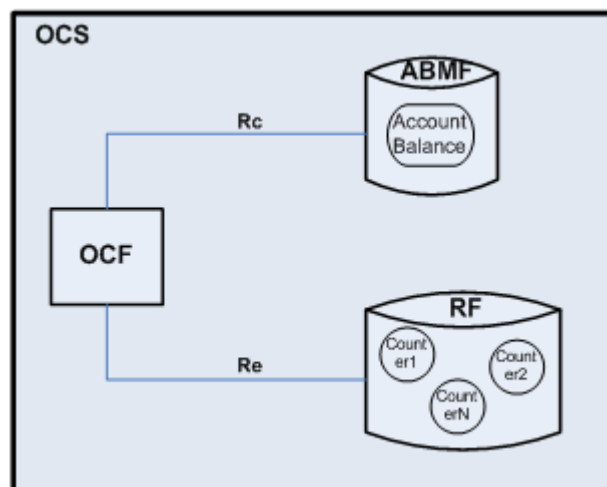 OCS
ABMF
Rc
Account
Balance
OCF
RF
Count
er1
Count
er2
Re
Count
erN